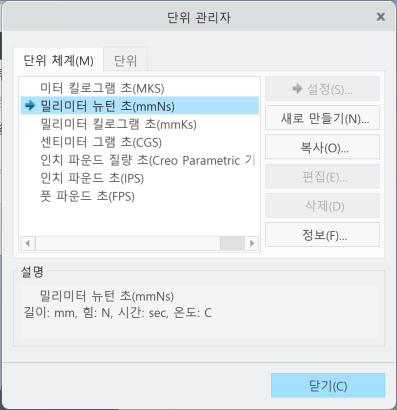 단위 관리자
단위 체계(M)
단위
미터 킬로그램 초(MKS)
밀리미터 뉴턴 초(mmNs)
밀리미터 킬로그램 초(mmKs)
센티미터 그램 초(CGS)
인치 파운드 질량 초(Creo Parametric 기
인치 파운드 초(IPS)
풋 파운드 초(FPS)
설정(S)...
새로 만들기(N)...
복사(O)...
편집(E)...
삭제(D)
정보(F)...
설명
밀리미터 뉴턴 초(mmNs)
길이: mm, 힘: N, 시간: sec, 온도: C
닫기(C)